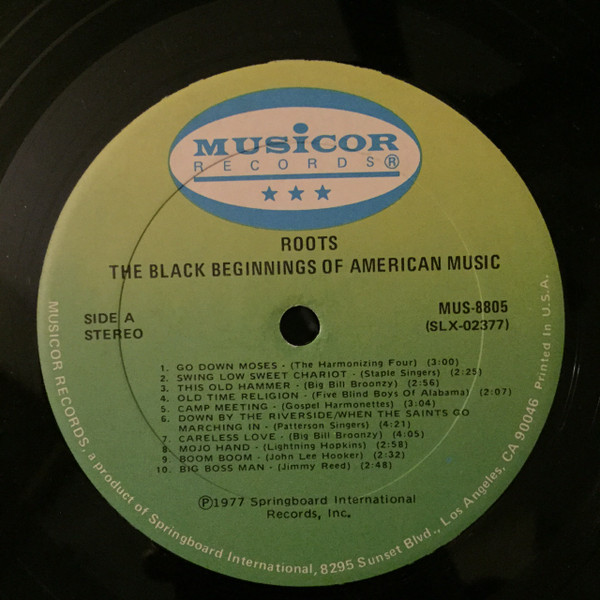 MUSiCOR
RECORDS®
★★★
ROOTS
THE BLACK BEGINNINGS OF AMERICAN MUSIC
SIDE A
STEREO
MUS-8805
(SLX-02377)
1. GO DOWN MOSES - (The Harmonizing Four) (3:00)
2. SWING LOW SWEET CHARIOT - (Staple Singers) (2:25)
3. THIS OLD HAMMER - (Big Bill Broonzy) (2:56)
4. OLD TIME RELIGION - (Five Blind Boys Of Alabama) (2:07)
5. CAMP MEETING - (Gospel Harmonettes) (3:04)
6. DOWN BY THE RIVERSIDE/WHEN THE SAINTS GO
MARCHING IN - (Patterson Singers) (4:21)
7. CARELESS LOVE - (Big Bill Broonzy) (4:05)
8. MOJO HAND - (Lightning Hopkins) (2:58)
9. BOOM BOOM - (John Lee Hooker) (2:32)
10. BIG BOSS MAN - (Jimmy Reed) (2:48)
Ⓟ1977 Springboard International
Records, Inc.
MUSICOR RECORDS, a product of Springboard International, 8295 Sunset Blvd., Los Angeles, CA 90046 Printed In U.S.A.